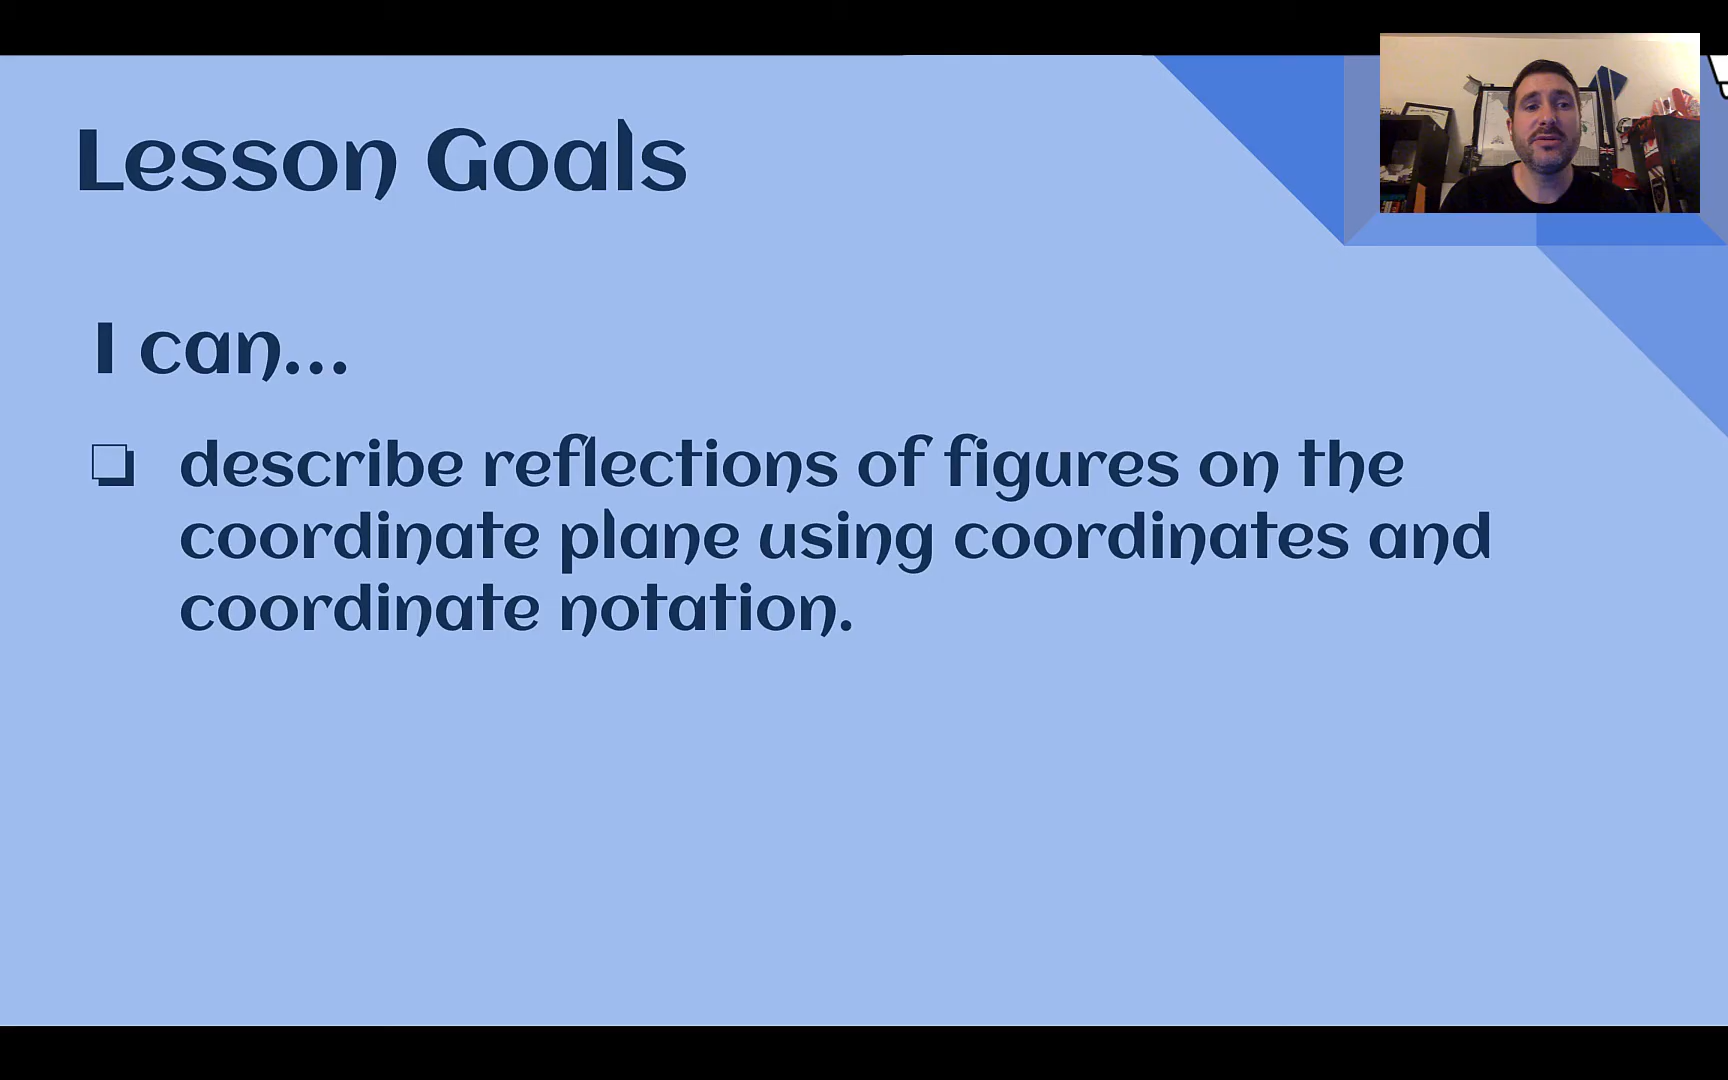 Lesson Goals
I can...
describe reflections of figures on the
coordinate plane using coordinates and
coordinate notation.